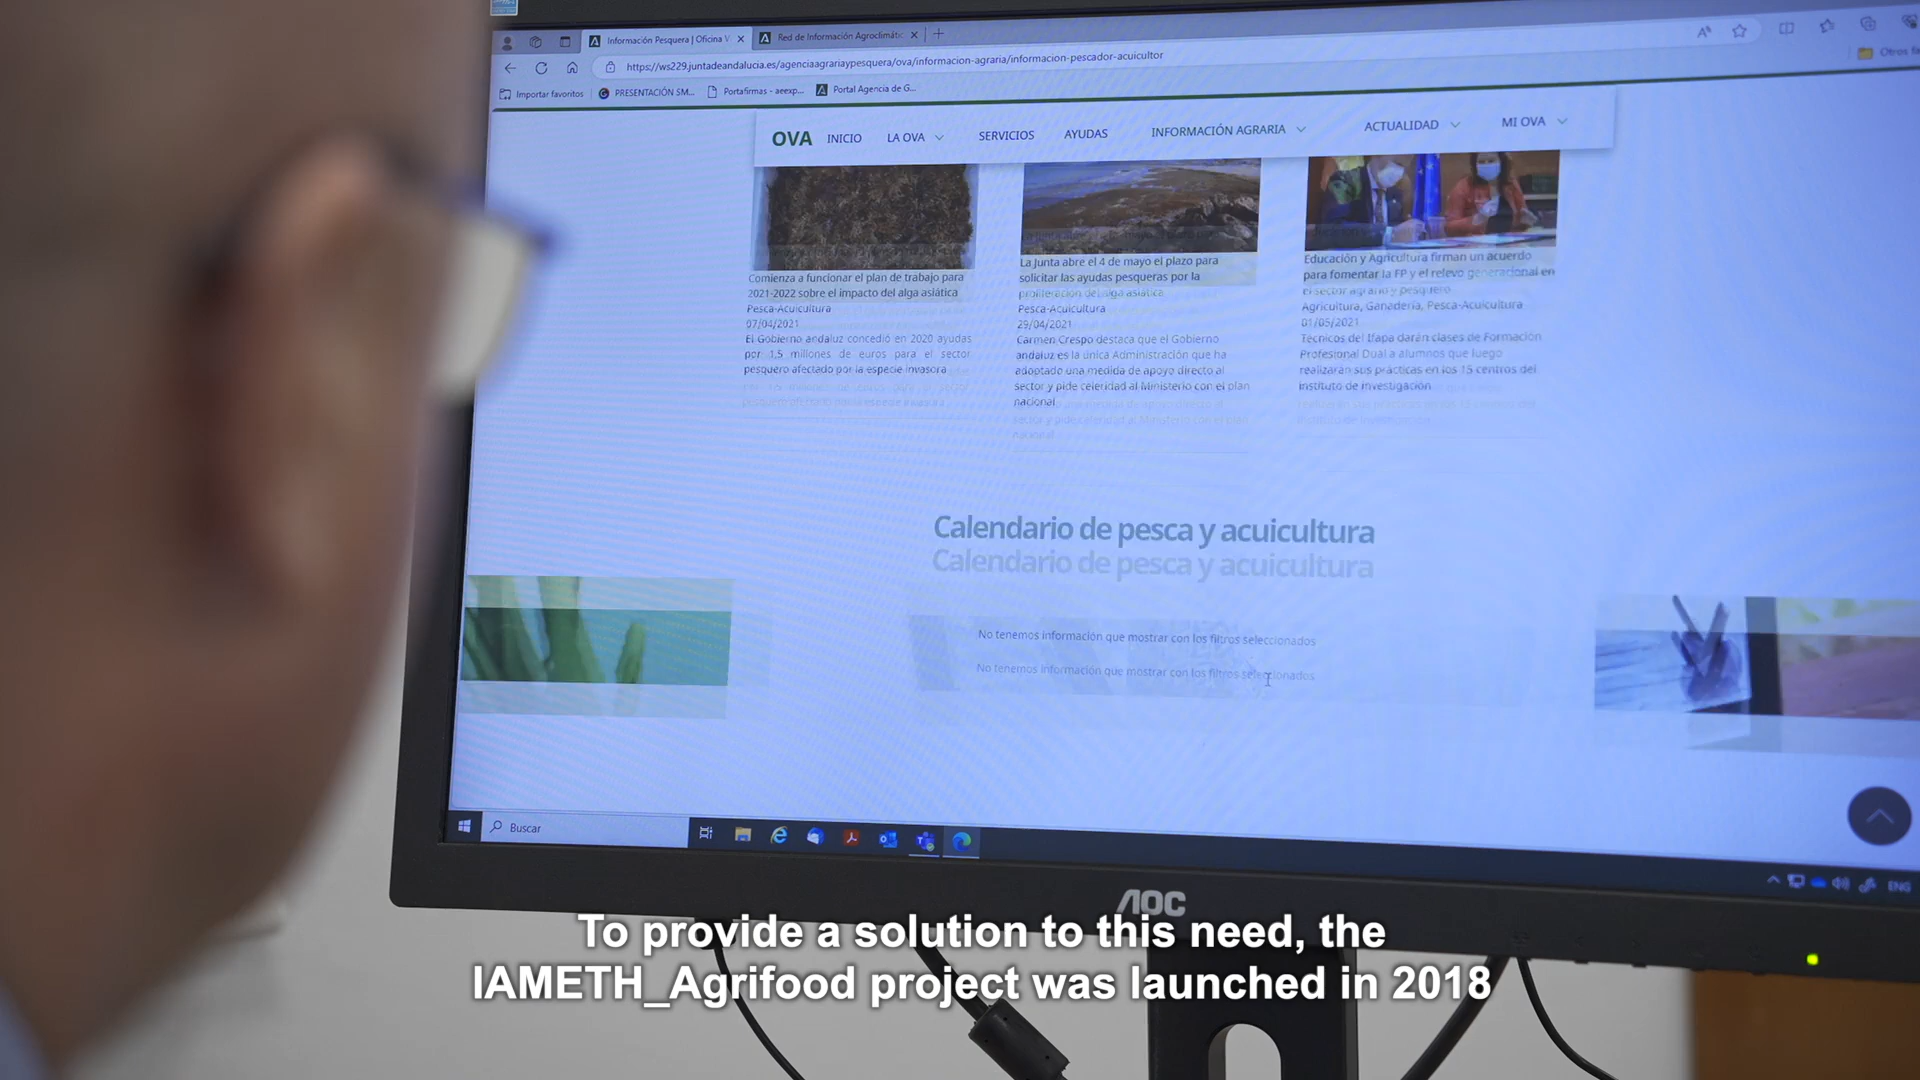 Información Pesquera | Oficina V
Red de Información Agroclimátic
https://ws229.juntadeandalucia.es/agenciaagrariaypesquera/ova/informacion-agraria/informacion-pescador-acuicultor
Otros fa
Importar favoritos
PRESENTACIÓN SM...
Portafirmas - aeexp...
Portal Agencia de G...
OVA INICIO LA OVA SERVICIOS AYUDAS INFORMACIÓN AGRARIA ACTUALIDAD MI OVA
Comienza a funcionar el plan de trabajo para
2021-2022 sobre el impacto del alga asiática
Pesca-Acuicultura
07/04/2021
El Gobierno andaluz concedió en 2020 ayudas
por 1,5 millones de euros para el sector
pesquero afectado por la especie invasora
La Junta abre el 4 de mayo el plazo para
solicitar las ayudas pesqueras por la
proliferación del alga asiática
Pesca-Acuicultura
29/04/2021
Carmen Crespo destaca que el Gobierno
andaluz es la única Administración que ha
adoptado una medida de apoyo directo al
sector y pide celeridad al Ministerio con el plan
nacional
Educación y Agricultura firman un acuerdo
para fomentar la FP y el relevo generacional en
el sector agrario y pesquero
Agricultura, Ganadería, Pesca-Acuicultura
01/05/2021
Técnicos del Ifapa darán clases de Formación
Profesional Dual a alumnos que luego
realizarán sus prácticas en los 15 centros del
instituto de investigación
Calendario de pesca y acuicultura
Calendario de pesca y acuicultura
No tenemos información que mostrar con los filtros seleccionados
No tenemos información que mostrar con los filtros seleccionados
Buscar
ENG
AOC
To provide a solution to this need, the
IAMETH_Agrifood project was launched in 2018